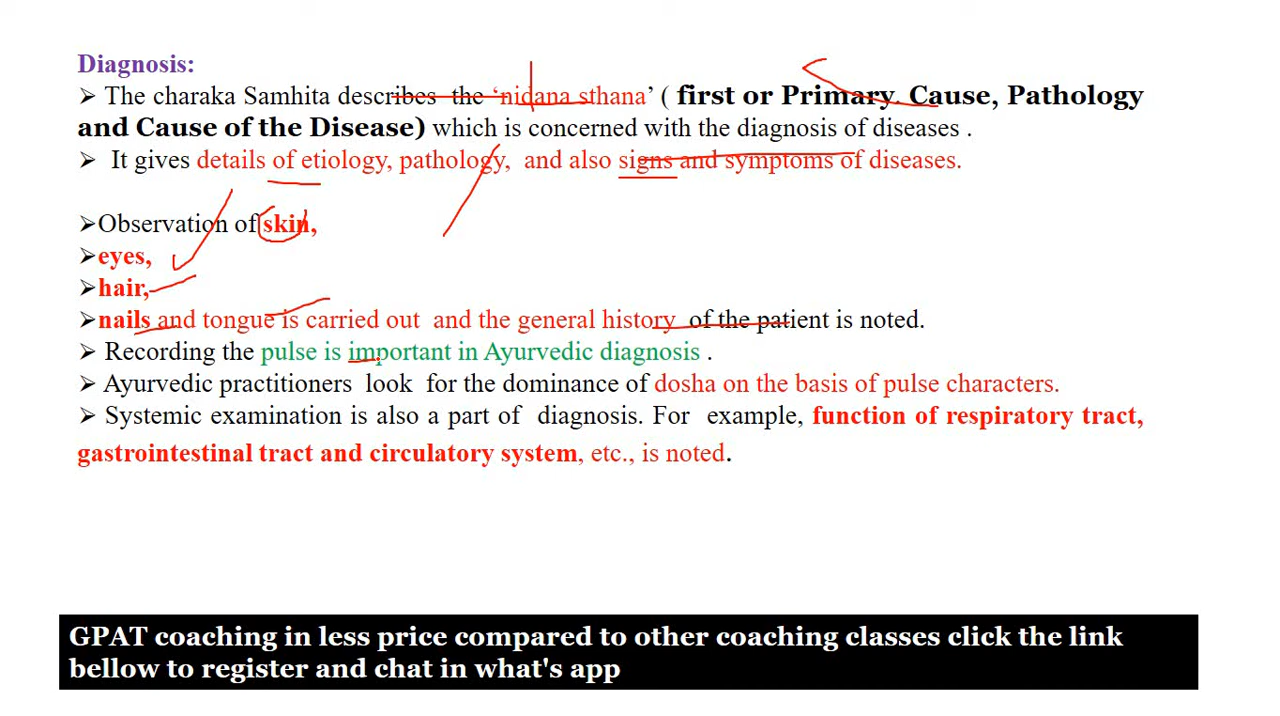 Diagnosis:
➢ The charaka Samhita describes the ‘nidana sthana’ ( first or Primary. Cause, Pathology
and Cause of the Disease) which is concerned with the diagnosis of diseases .
➢ It gives details of etiology, pathology, and also signs and symptoms of diseases.
➢Observation of skin,
➢eyes,
➢hair,
➢nails and tongue is carried out and the general history of the patient is noted.
➢ Recording the pulse is important in Ayurvedic diagnosis .
➢ Ayurvedic practitioners look for the dominance of dosha on the basis of pulse characters.
➢ Systemic examination is also a part of diagnosis. For example, function of respiratory tract,
gastrointestinal tract and circulatory system, etc., is noted.
GPAT coaching in less price compared to other coaching classes click the link
bellow to register and chat in what's app